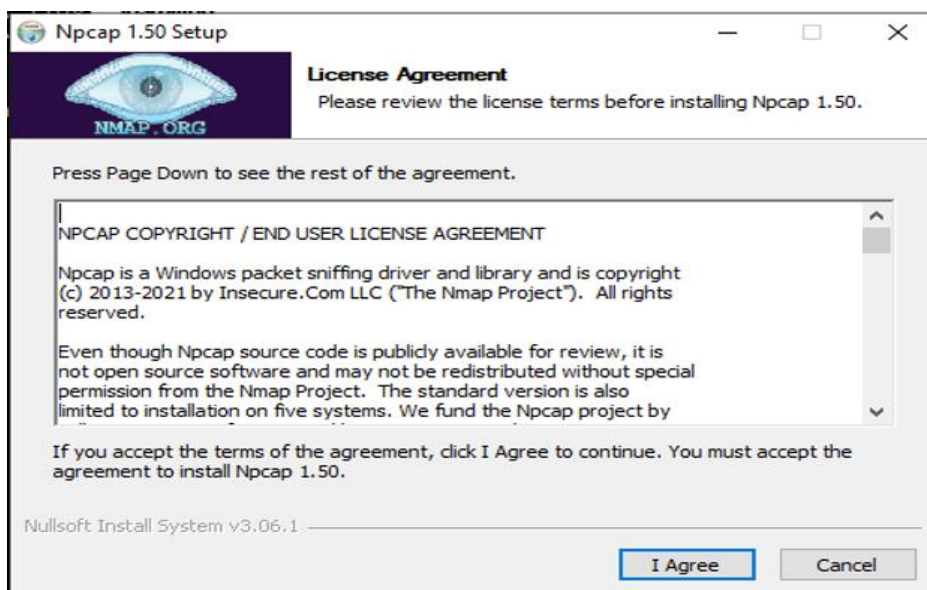 Npcap 1.50 Setup
NMAP.ORG
License Agreement
Please review the license terms before installing Npcap 1.50.
Press Page Down to see the rest of the agreement.
NPCAP COPYRIGHT / END USER LICENSE AGREEMENT
Npcap is a Windows packet sniffing driver and library and is copyright
(c) 2013-2021 by Insecure.Com LLC ("The Nmap Project").  All rights
reserved.
Even though Npcap source code is publicly available for review, it is
not open source software and may not be redistributed without special
permission from the Nmap Project.  The standard version is also
limited to installation on five systems. We fund the Npcap project by
If you accept the terms of the agreement, click I Agree to continue. You must accept the
agreement to install Npcap 1.50.
Nullsoft Install System v3.06.1
I Agree
Cancel